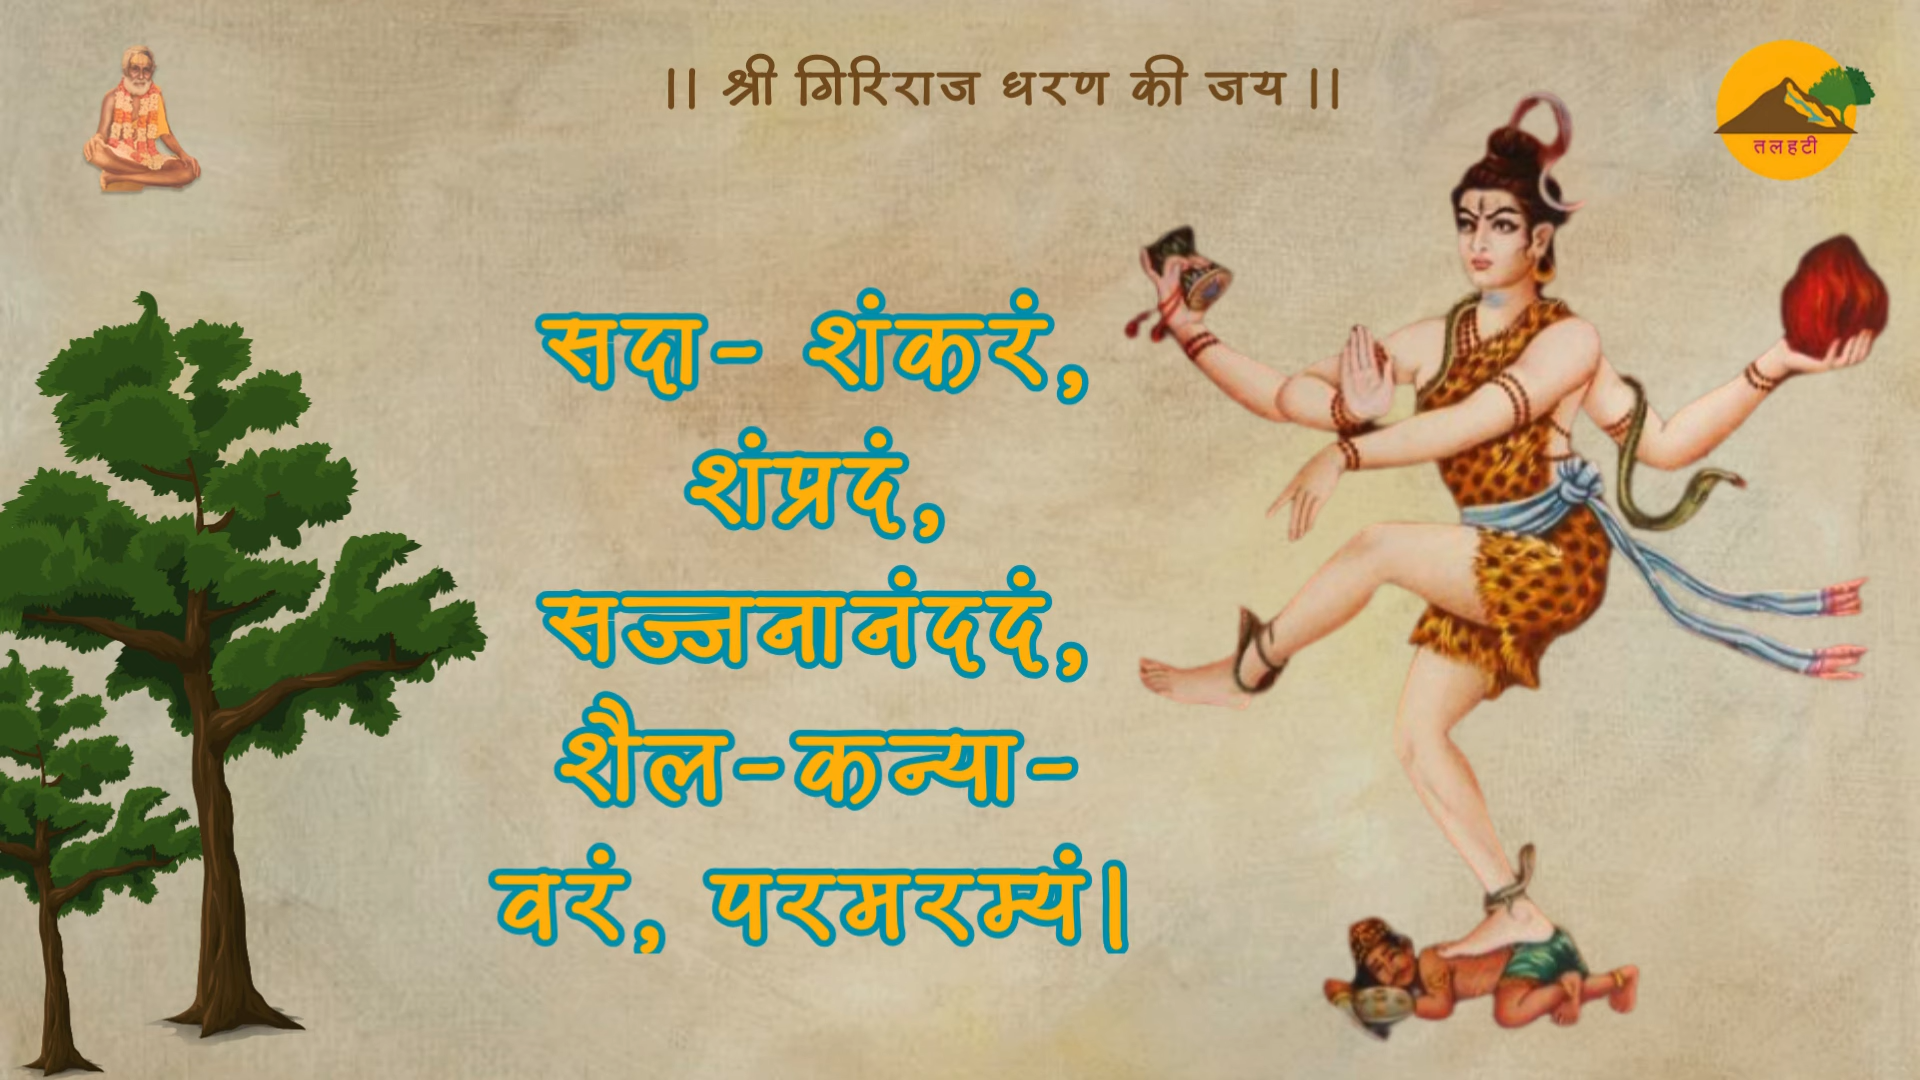 || श्री गिरिराज धरण की जय ||
तलहटी
सदा- शंकरं,
शंप्रदं,
सज्जनानंददं,
शैल-कन्या-
वरं, परमरम्यं|